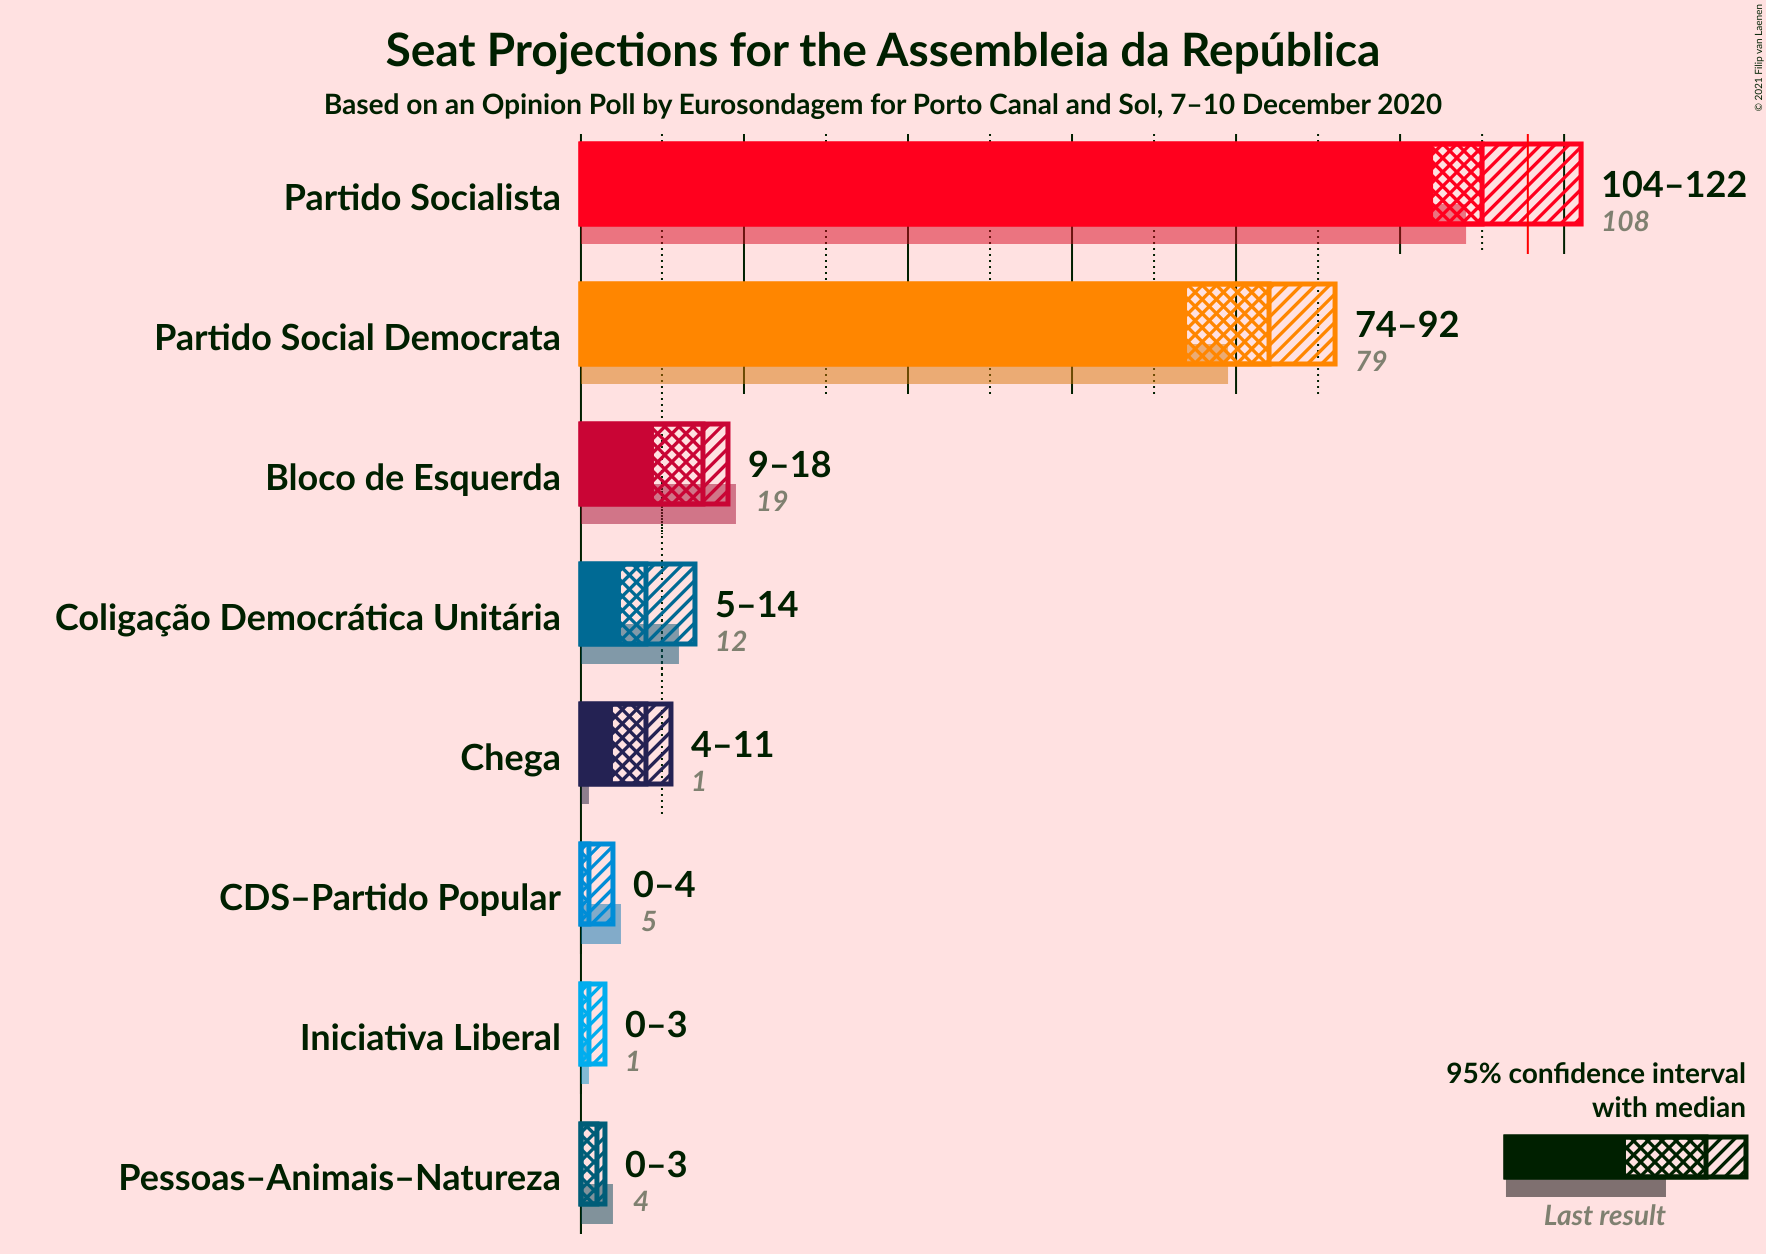 Seat Projections for the Assembleia da República
Based on an Opinion Poll by Eurosondagem for Porto Canal and Sol, 7–10 December 2020
© 2021 Filip van Laenen
Partido Socialista
104–122
108
Partido Social Democrata
74–92
79
Bloco de Esquerda
9–18
19
Coligação Democrática Unitária
5–14
12
Chega
4–11
1
CDS–Partido Popular
0–4
5
Iniciativa Liberal
0–3
1
Pessoas–Animais–Natureza
0–3
4
95% confidence interval
with median
Last result